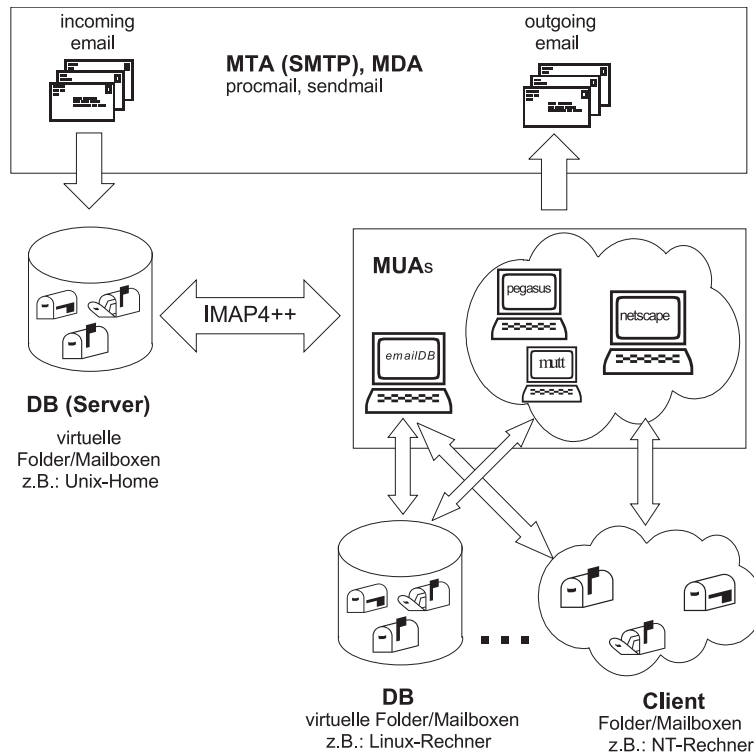 incoming
email
outgoing
email
MTA (SMTP), MDA
procmail, sendmail
MUAs
pegasus
netscape
emailDB
mutt
IMAP4++
DB (Server)
virtuelle
Folder/Mailboxen
z.B.: Unix-Home
DB
virtuelle Folder/Mailboxen
z.B.: Linux-Rechner
...
Client
Folder/Mailboxen
z.B.: NT-Rechner